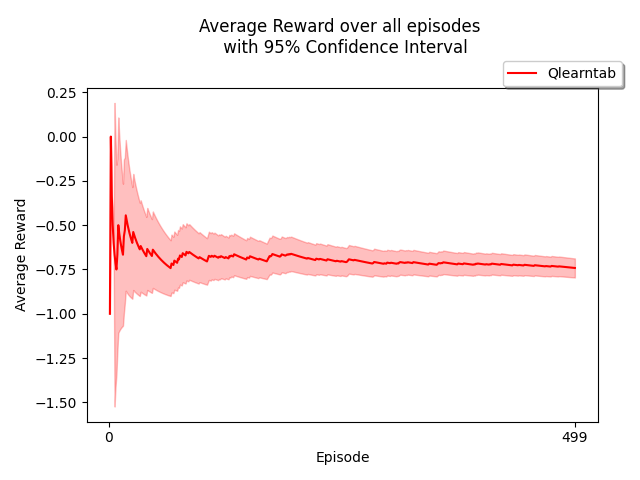 Average Reward over all episodes
with 95% Confidence Interval
Qlearntab
0.25
0.00
−0.25
−0.50
−0.75
−1.00
−1.25
−1.50
Average Reward
0
499
Episode